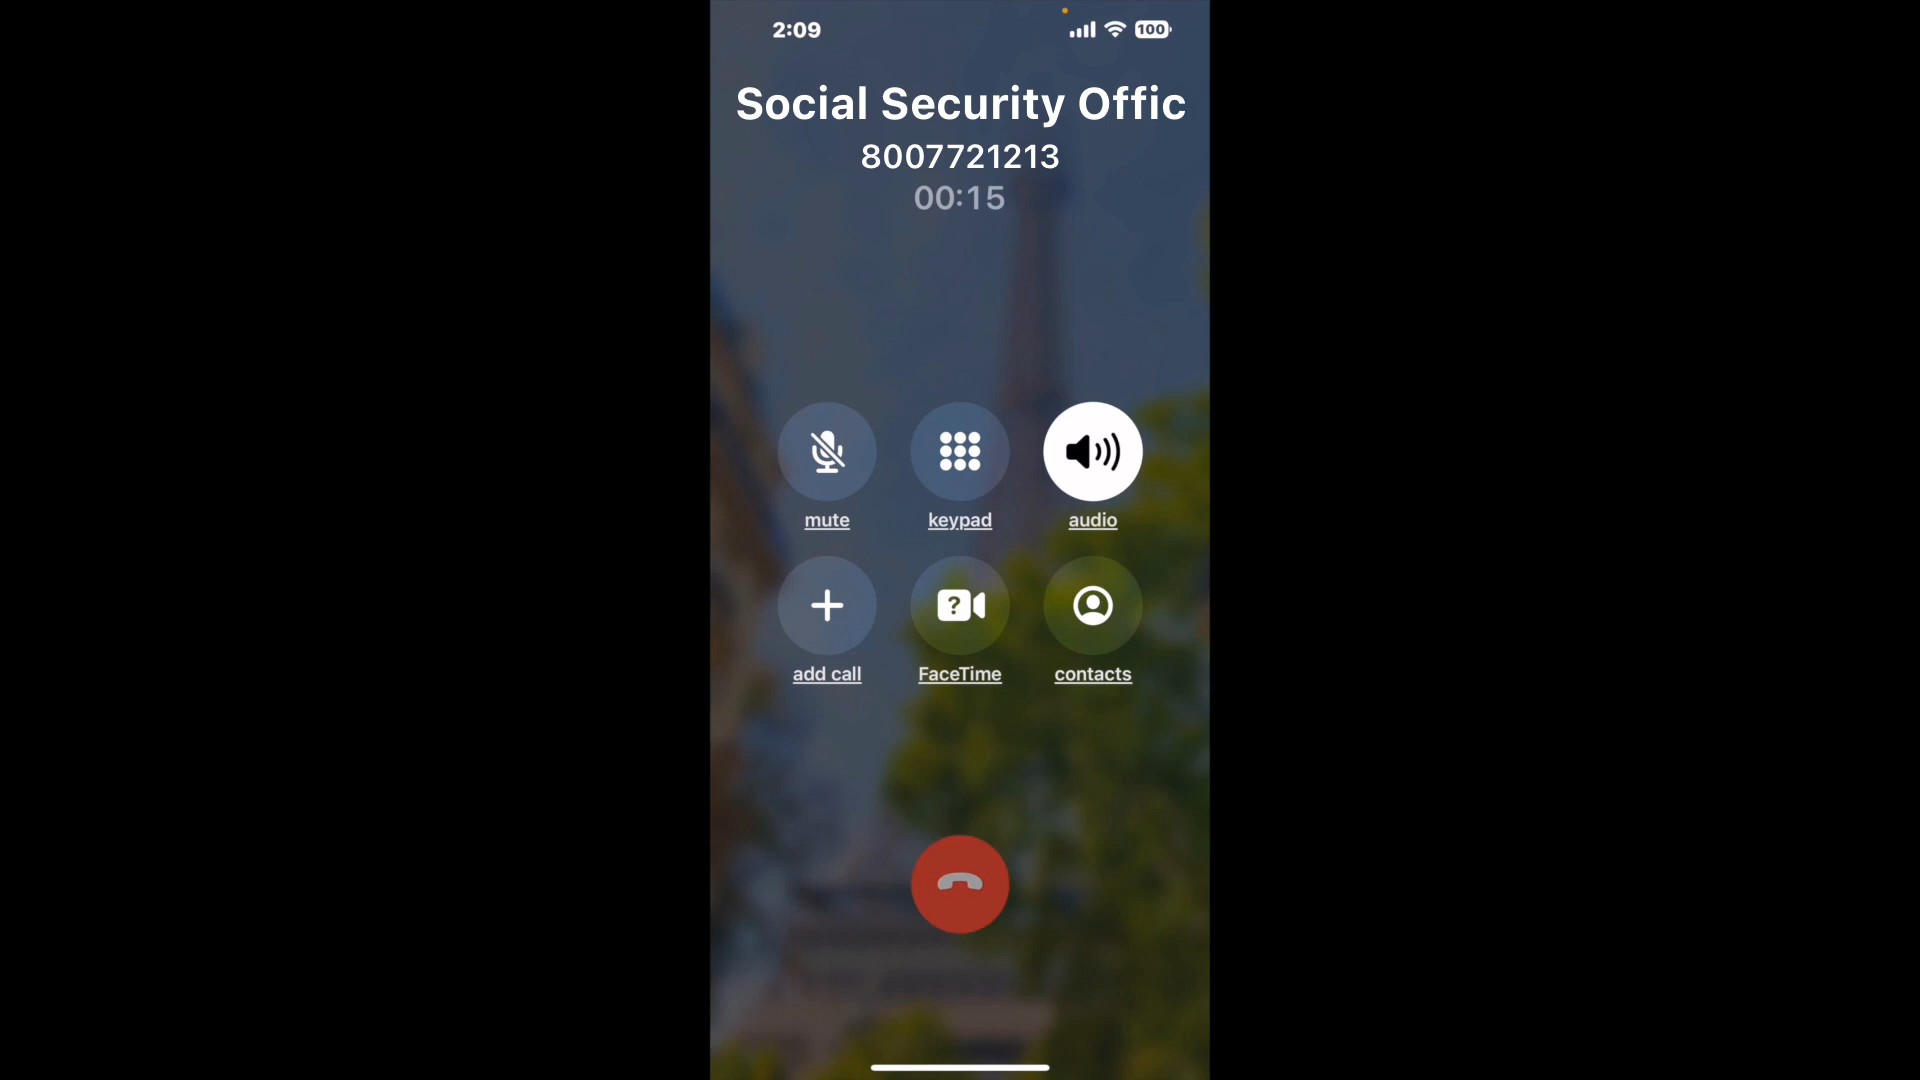 2:09
100
Social Security Offic
8007721213
00:15
mute
keypad
audio
?
add call
FaceTime
contacts